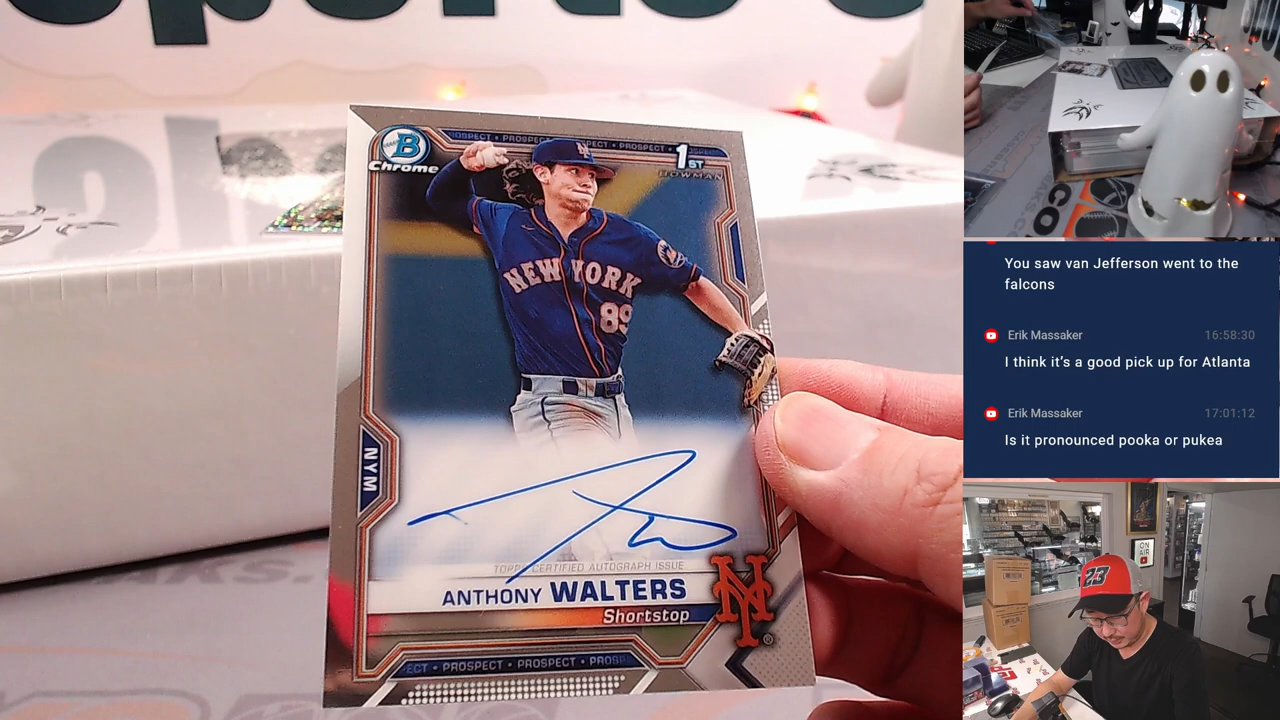 B
Chrome
PROSPECT • PROSPECT
1ST
BOWMAN
NEW YORK
89
NYM
TOPPS CERTIFIED AUTOGRAPH ISSUE
ANTHONY WALTERS
Shortstop
NY
ECT • PROSPECT • PROSPECT • PROSP
You saw van Jefferson went to the
falcons
Erik Massaker 16:58:30
I think it's a good pick up for Atlanta
Erik Massaker 17:01:12
Is it pronounced pooka or pukea
23
ON
AIR